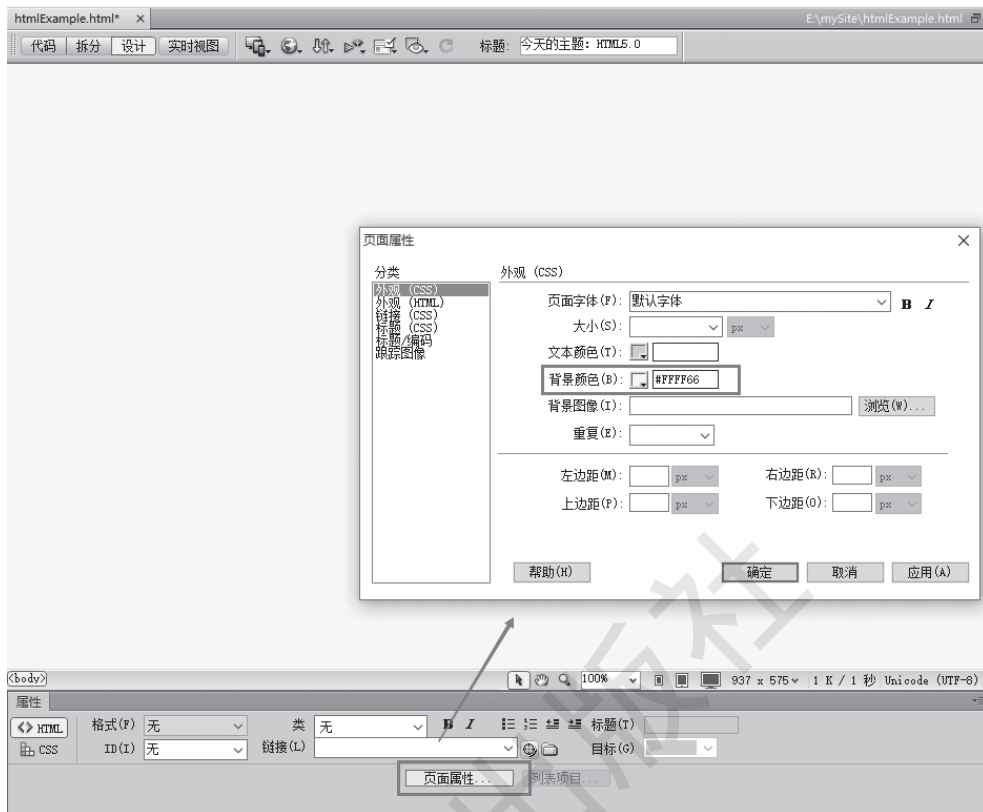 htmlExample.html* × E:\mySite\htmlExample.html
代码 拆分 设计 实时视图 标题: 今天的主题: HTML5.0
页面属性
分类
外观 (CSS)
外观 (HTML)
链接 (CSS)
标题 (CSS)
标题/编码
跟踪图像
外观 (CSS)
页面字体(F): 默认字体 B I
大小(S): px
文本颜色(T):
背景颜色(B): #FFFF66
背景图像(I): 浏览(W)...
重复(E):
左边距(M): px 右边距(R): px
上边距(P): px 下边距(O): px
帮助(H) 确定 取消 应用(A)
<body> 100% 937 x 575 1 K / 1 秒 Unicode (UTF-8)
属性
<> HTML 格式(F) 无 类 无 B I 标题(T)
CSS ID(I) 无 链接(L) 目标(G)
页面属性... 列表项目...
出版社